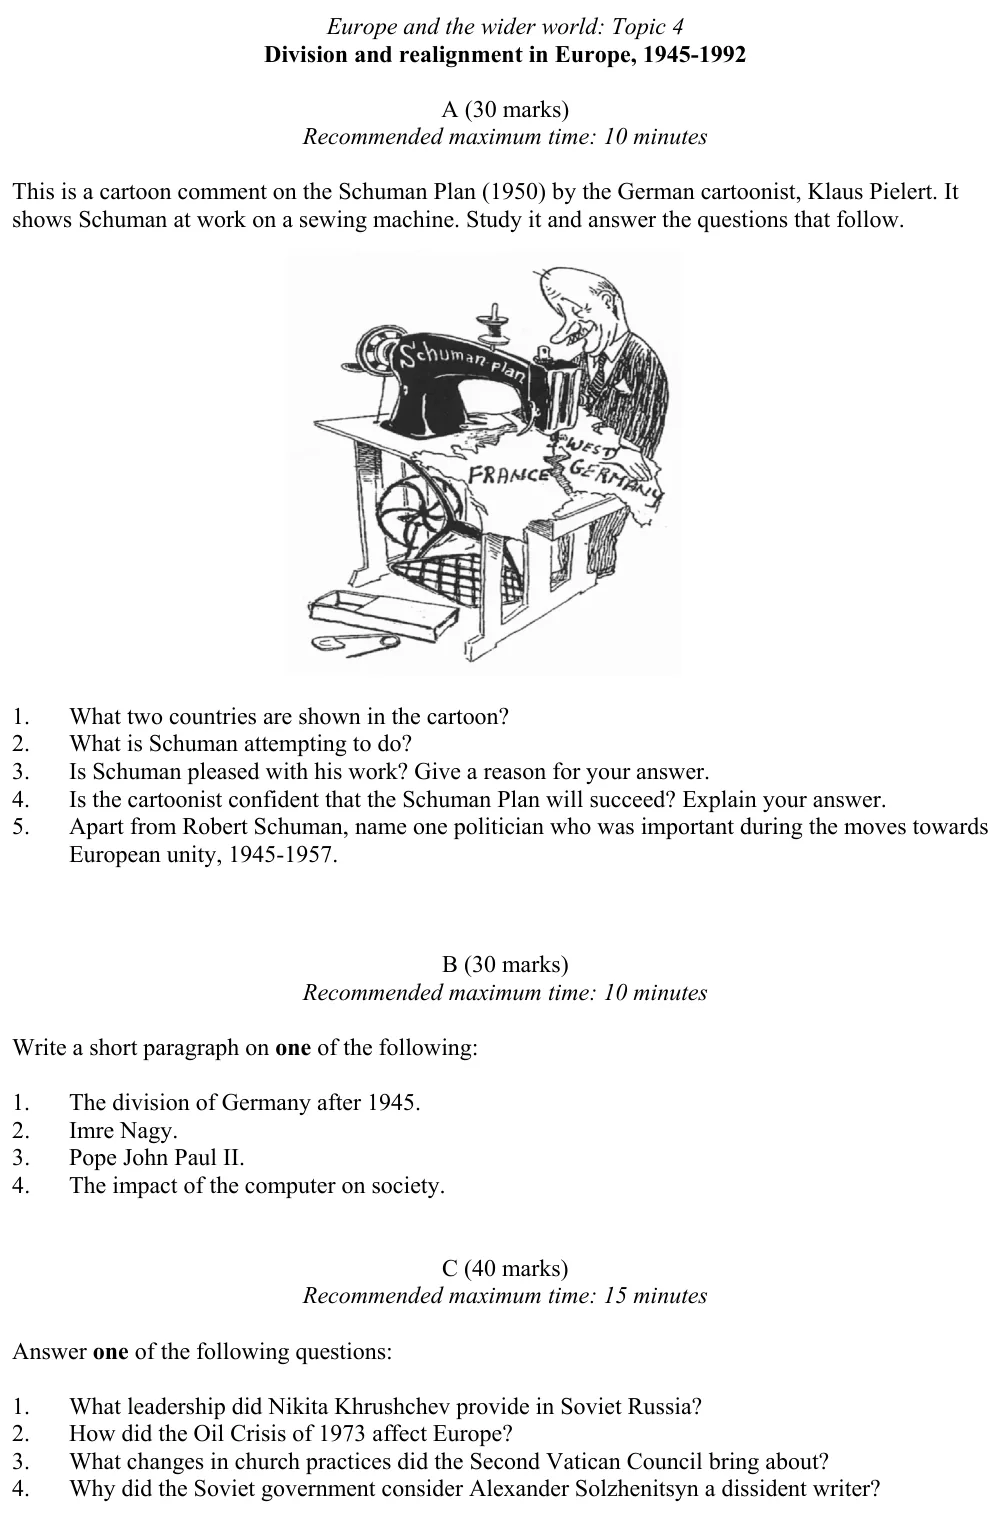 Europe and the wider world: Topic 4
Division and realignment in Europe, 1945-1992
A (30 marks)
Recommended maximum time: 10 minutes
This is a cartoon comment on the Schuman Plan (1950) by the German cartoonist, Klaus Pielert. It
shows Schuman at work on a sewing machine. Study it and answer the questions that follow.
Schuman-plan
WEST
FRANCE GERMANY
1. What two countries are shown in the cartoon?
2. What is Schuman attempting to do?
3. Is Schuman pleased with his work? Give a reason for your answer.
4. Is the cartoonist confident that the Schuman Plan will succeed? Explain your answer.
5. Apart from Robert Schuman, name one politician who was important during the moves towards
European unity, 1945-1957.
B (30 marks)
Recommended maximum time: 10 minutes
Write a short paragraph on one of the following:
1. The division of Germany after 1945.
2. Imre Nagy.
3. Pope John Paul II.
4. The impact of the computer on society.
C (40 marks)
Recommended maximum time: 15 minutes
Answer one of the following questions:
1. What leadership did Nikita Khrushchev provide in Soviet Russia?
2. How did the Oil Crisis of 1973 affect Europe?
3. What changes in church practices did the Second Vatican Council bring about?
4. Why did the Soviet government consider Alexander Solzhenitsyn a dissident writer?